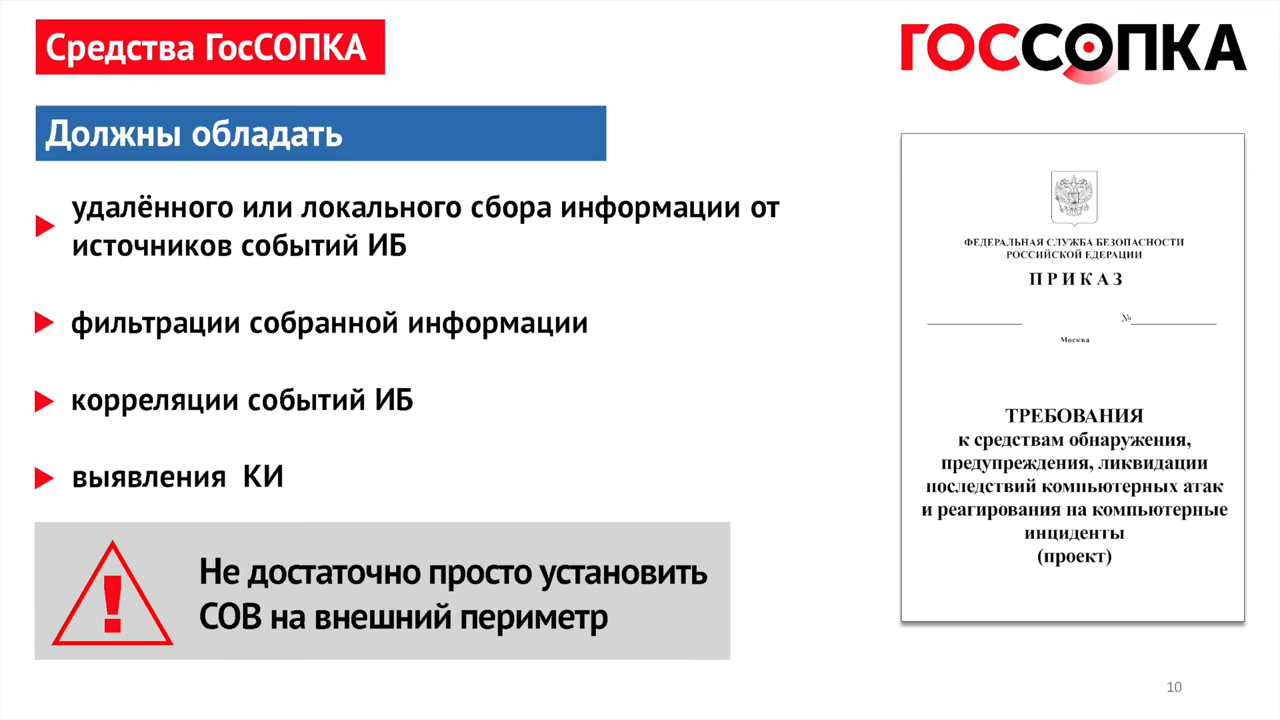 Средства ГосСОПКА
ГОССОПКА
Должны обладать
удалённого или локального сбора информации от
источников событий ИБ
фильтрации собранной информации
корреляции событий ИБ
выявления КИ
Не достаточно просто установить
СОВ на внешний периметр
ФЕДЕРАЛЬНАЯ СЛУЖБА БЕЗОПАСНОСТИ
РОССИЙСКОЙ ЕДЕРАЦИИ
ПРИКАЗ
№
Москва
ТРЕБОВАНИЯ
к средствам обнаружения,
предупреждения, ликвидации
последствий компьютерных атак
и реагирования на компьютерные
инциденты
(проект)
10